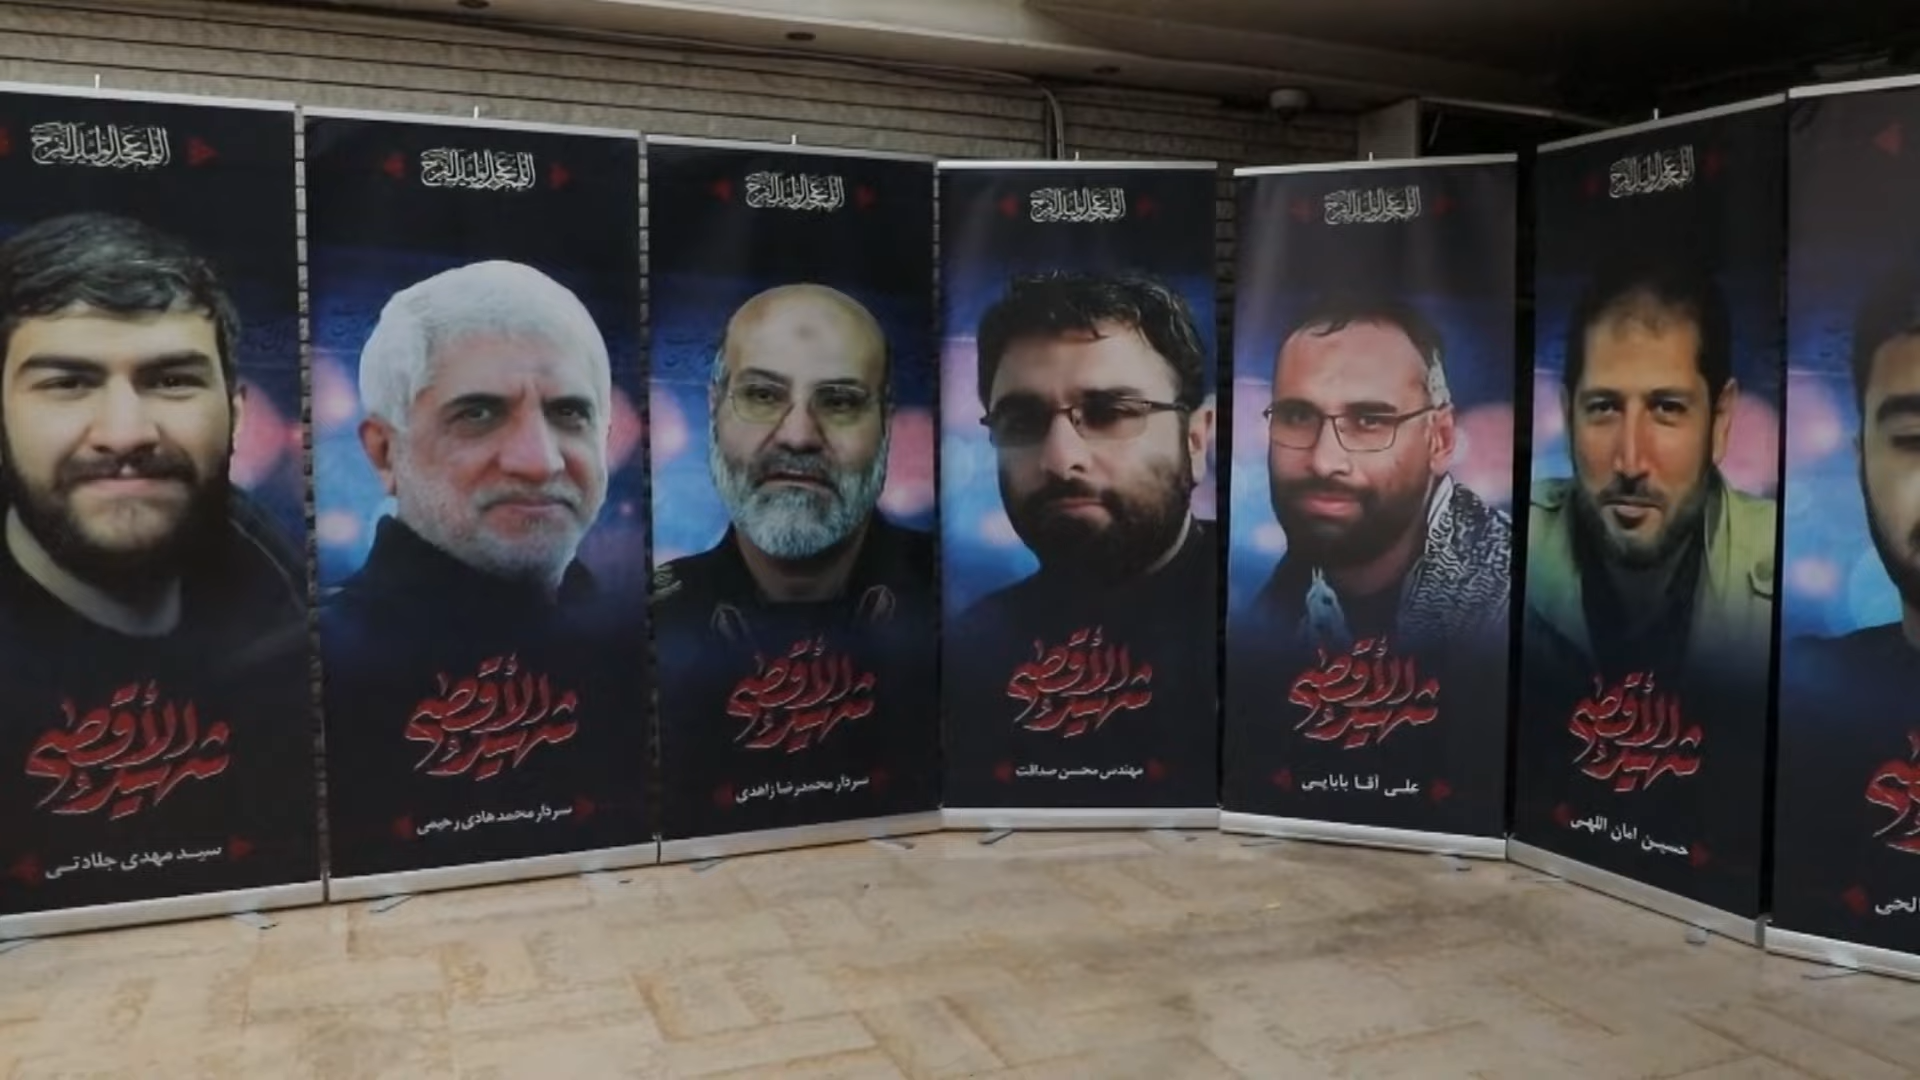 اللهم عجل لولیک الفرج
شهید الأقصی
سید مهدی جلادتی
اللهم عجل لولیک الفرج
شهید الأقصی
سردار محمدهادی رحیمی
اللهم عجل لولیک الفرج
شهید الأقصی
سردار محمدرضا زاهدی
اللهم عجل لولیک الفرج
شهید الأقصی
مهندس محسن صداقت
اللهم عجل لولیک الفرج
شهید الأقصی
علی آقا بابایی
اللهم عجل لولیک الفرج
شهید الأقصی
حسین امان اللهی